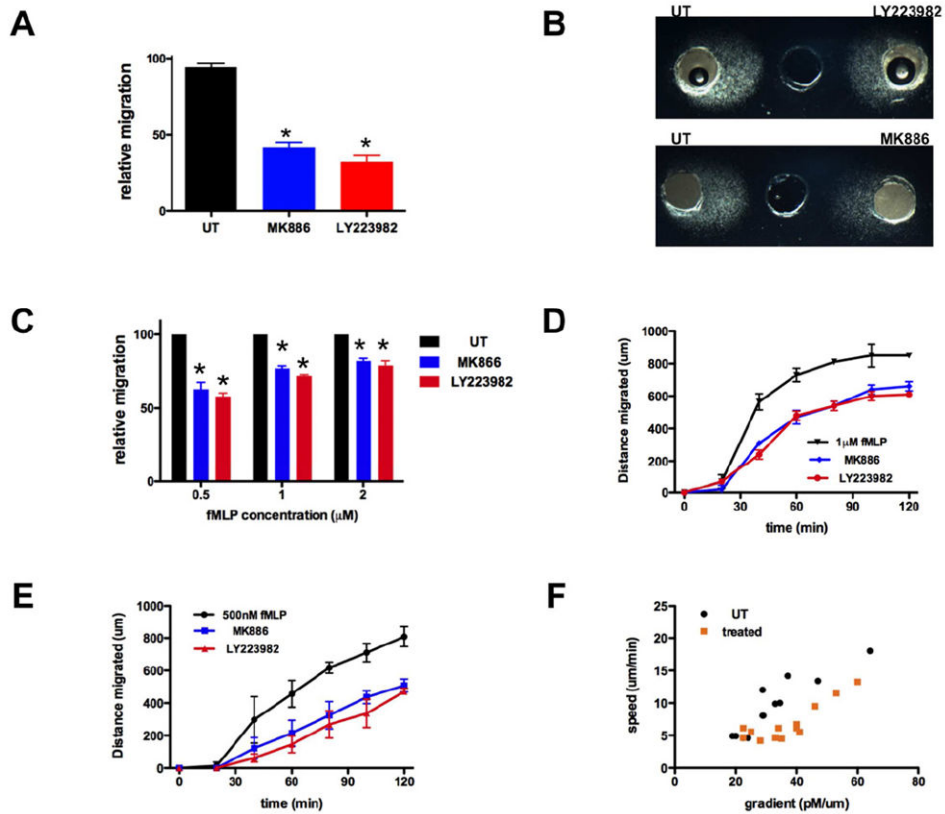 A
relative migration
100
50
0
UT
MK886
LY223982
B
UT
LY223982
UT
MK886
C
relative migration
100
50
0
0.5
1
2
fMLP concentration (μM)
UT
MK866
LY223982
* * * * * *
D
Distance migrated (um)
1000
800
600
400
200
0
0
30
60
90
120
time (min)
1μM fMLP
MK886
LY223982
E
Distance migrated (um)
1000
800
600
400
200
0
0
30
60
90
120
time (min)
500nM fMLP
MK886
LY223982
F
speed (um/min)
25
20
15
10
5
0
0
20
40
60
80
gradient (pM/um)
UT
treated